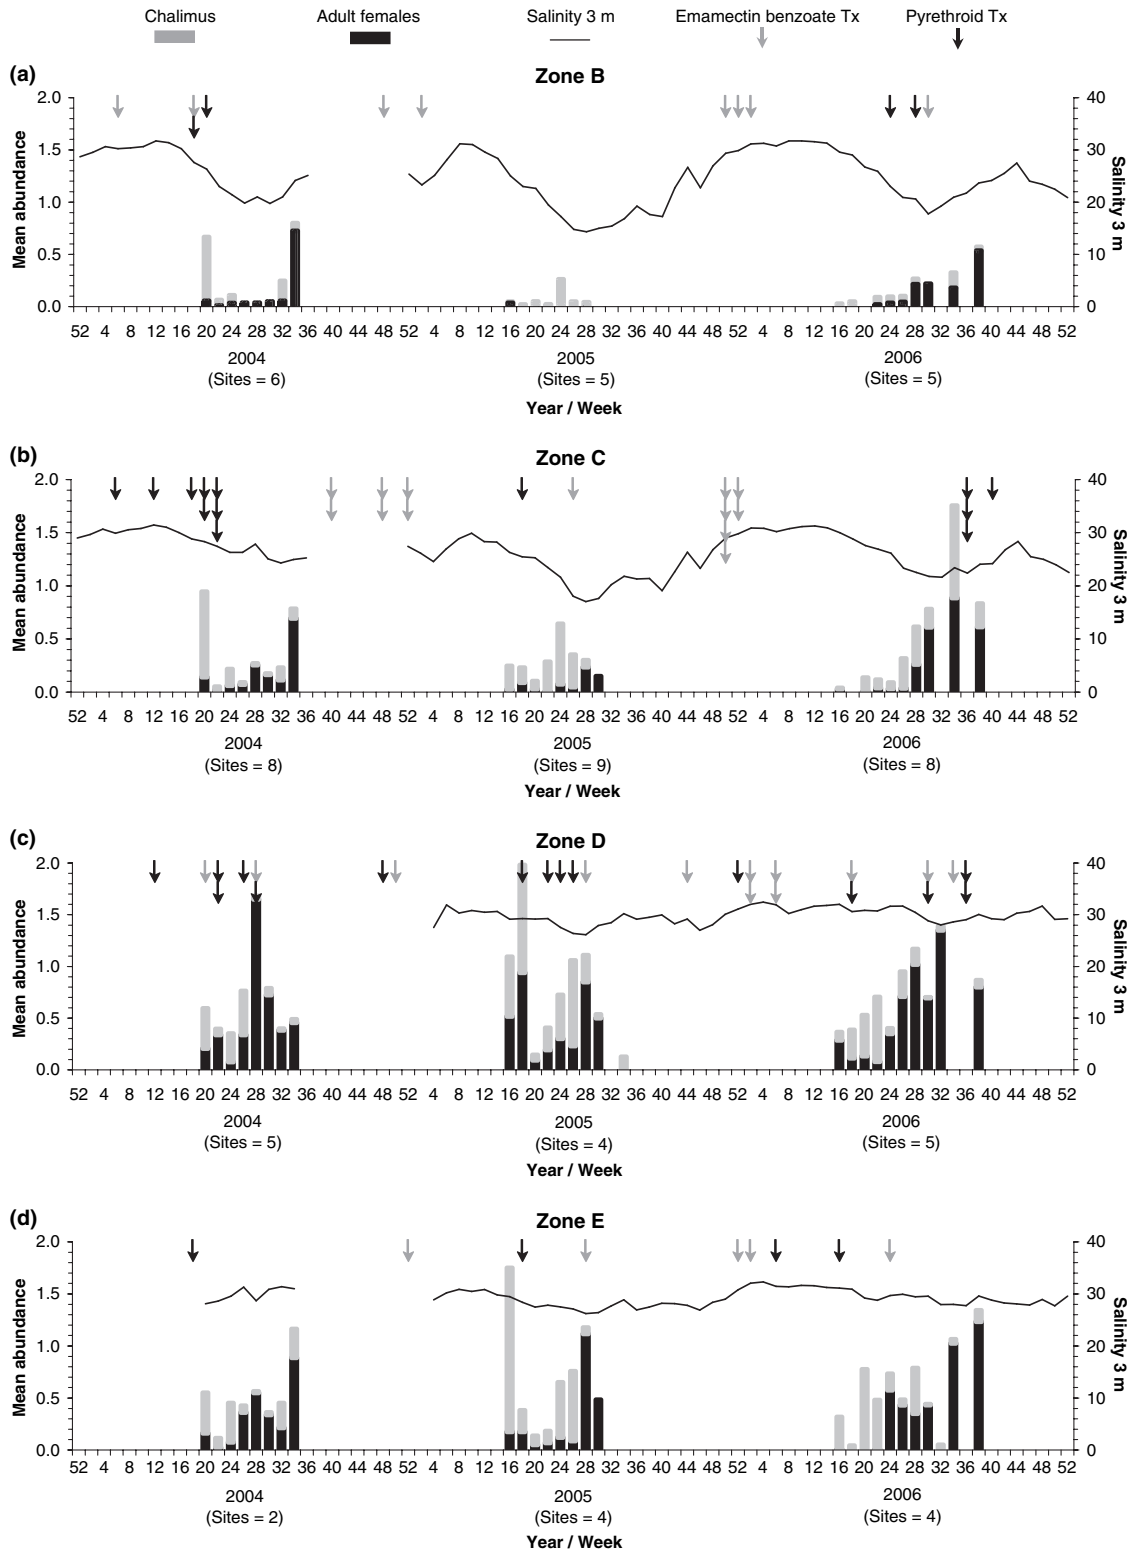 Chalimus Adult females Salinity 3 m Emamectin benzoate Tx Pyrethroid Tx
(a) Zone B
2.0 1.5 1.0 0.5 0.0
Mean abundance
40 30 20 10 0
Salinity 3 m
52 4 8 12 16 20 24 28 32 36 44 48 52 4 8 12 16 20 24 28 32 36 40 44 48 52 4 8 12 16 20 24 28 32 36 40 44 48 52
2004 2005 2006
(Sites = 6) (Sites = 5) (Sites = 5)
Year / Week
(b) Zone C
2.0 1.5 1.0 0.5 0.0
Mean abundance
40 30 20 10 0
Salinity 3 m
52 4 8 12 16 20 24 28 32 36 40 44 48 52 4 8 12 16 20 24 28 32 36 40 44 48 52 4 8 12 16 20 24 28 32 36 40 44 48 52
2004 2005 2006
(Sites = 8) (Sites = 9) (Sites = 8)
Year / Week
(c) Zone D
2.0 1.5 1.0 0.5 0.0
Mean abundance
40 30 20 10 0
Salinity 3 m
52 4 8 12 16 20 24 28 32 36 40 44 48 52 4 8 12 16 20 24 28 32 36 40 44 48 52 4 8 12 16 20 24 28 32 36 40 44 48 52
2004 2005 2006
(Sites = 5) (Sites = 4) (Sites = 5)
Year / Week
(d) Zone E
2.0 1.5 1.0 0.5 0.0
Mean abundance
40 30 20 10 0
Salinity 3 m
52 4 8 12 16 20 24 28 32 36 40 44 48 52 4 8 12 16 20 24 28 32 36 40 44 48 52 4 8 12 16 20 24 28 32 36 40 44 48 52
2004 2005 2006
(Sites = 2) (Sites = 4) (Sites = 4)
Year / Week